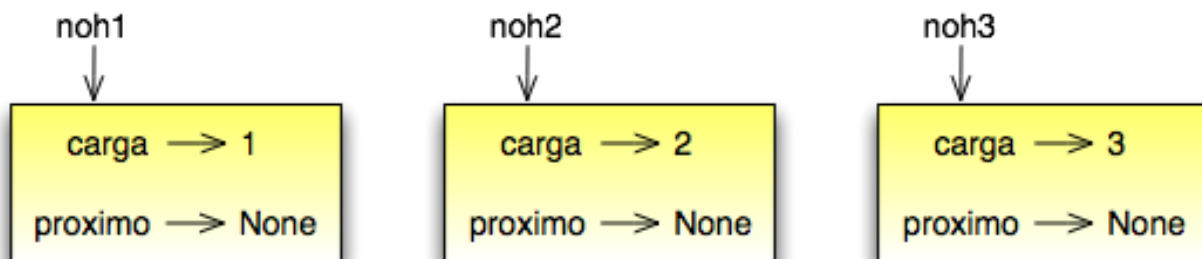 noh1 noh2 noh3
carga → 1 carga → 2 carga → 3
proximo → None proximo → None proximo → None